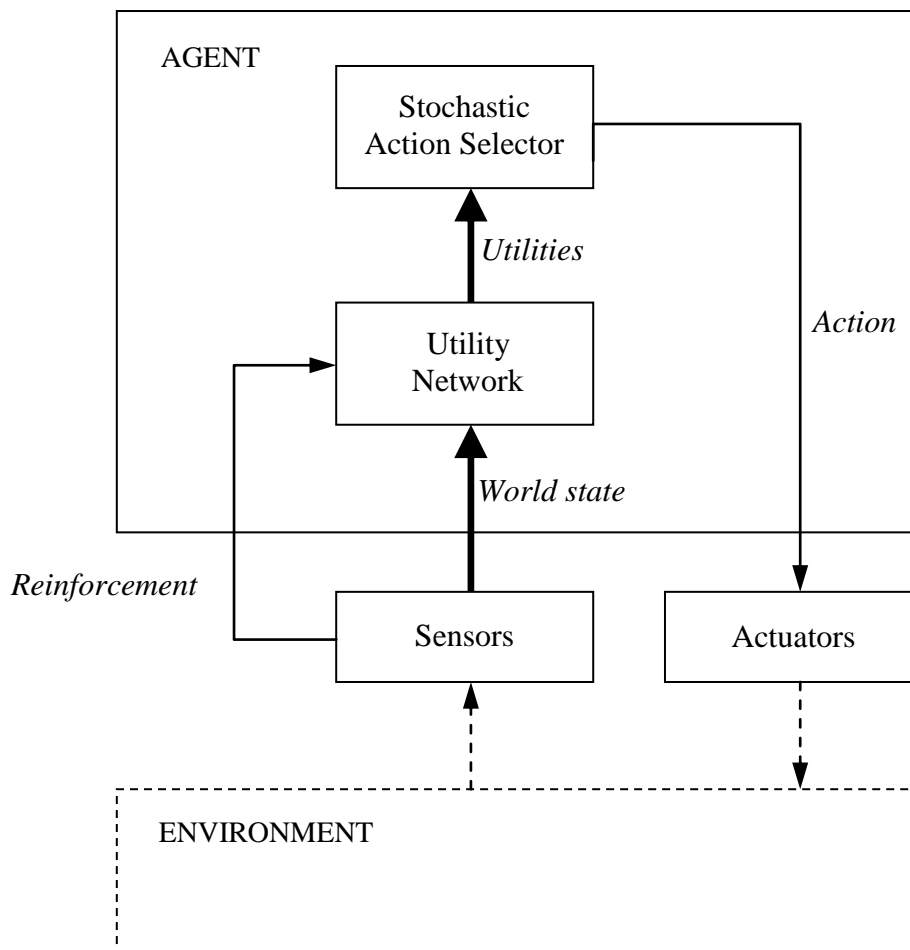 AGENT
Stochastic
Action Selector
Utilities
Action
Utility
Network
World state
Reinforcement
Sensors
Actuators
ENVIRONMENT